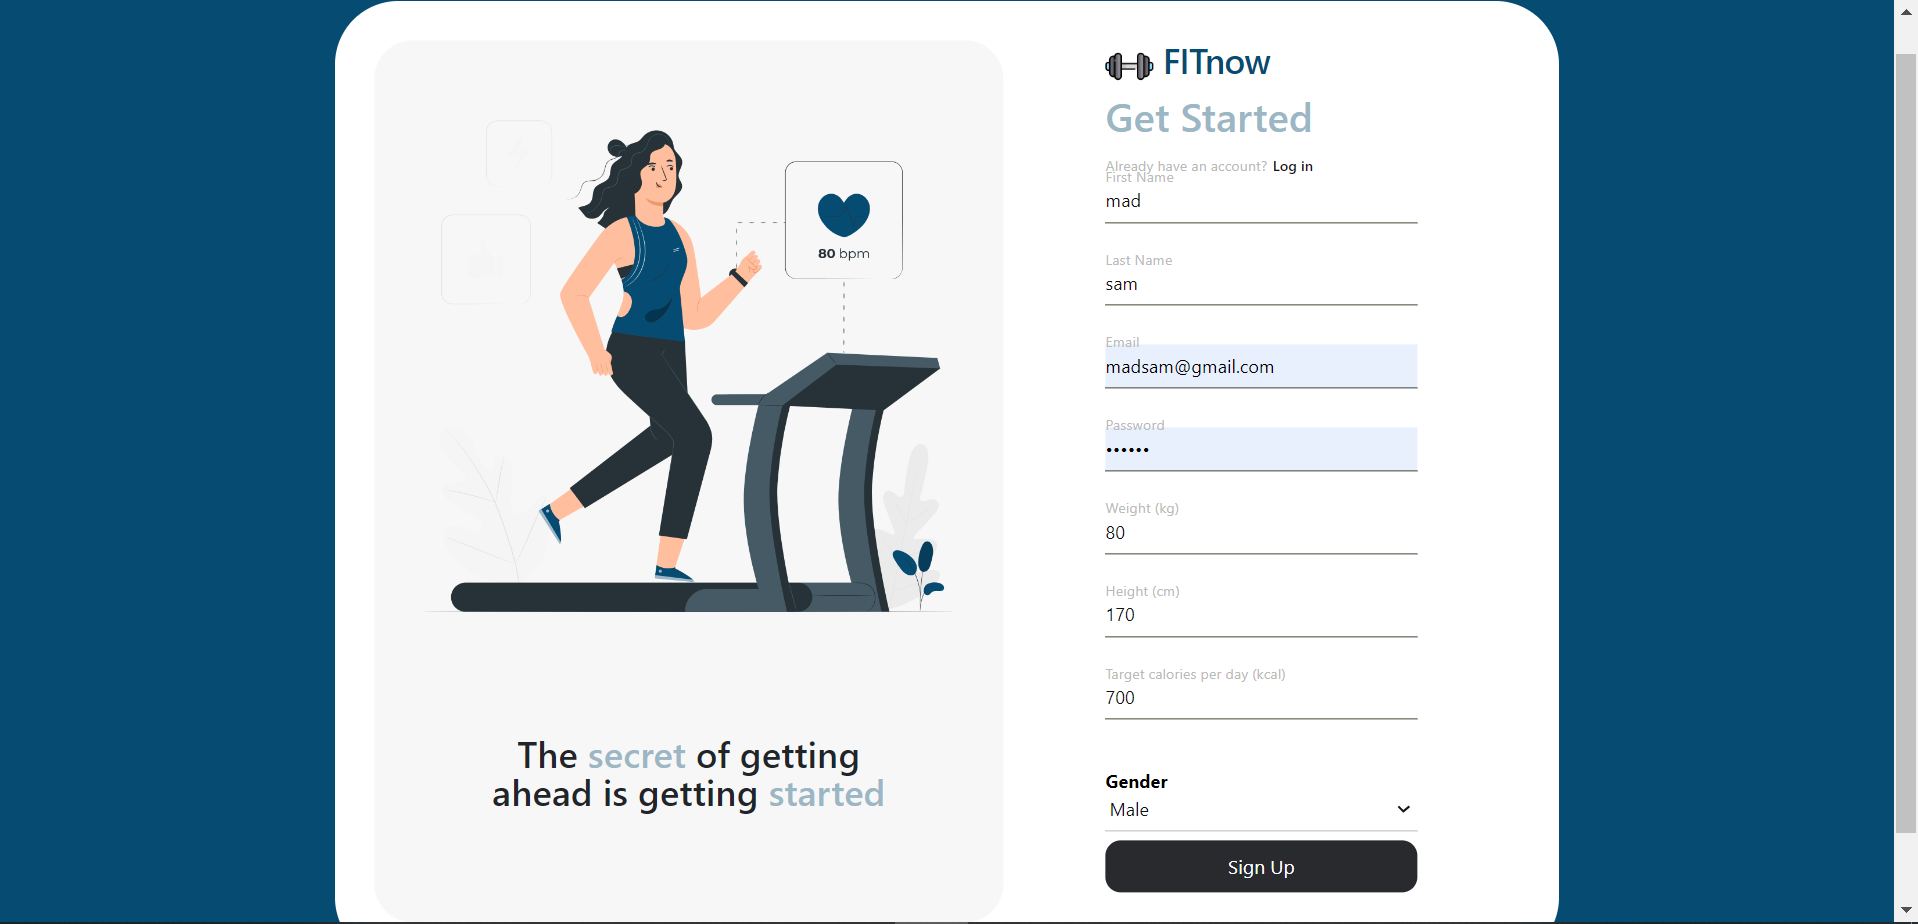 80 bpm
The secret of getting
ahead is getting started
FITnow
Get Started
Already have an account? Log in
First Name
mad
Last Name
sam
Email
madsam@gmail.com
Password
••••••
Weight (kg)
80
Height (cm)
170
Target calories per day (kcal)
700
Gender
Male
Sign Up